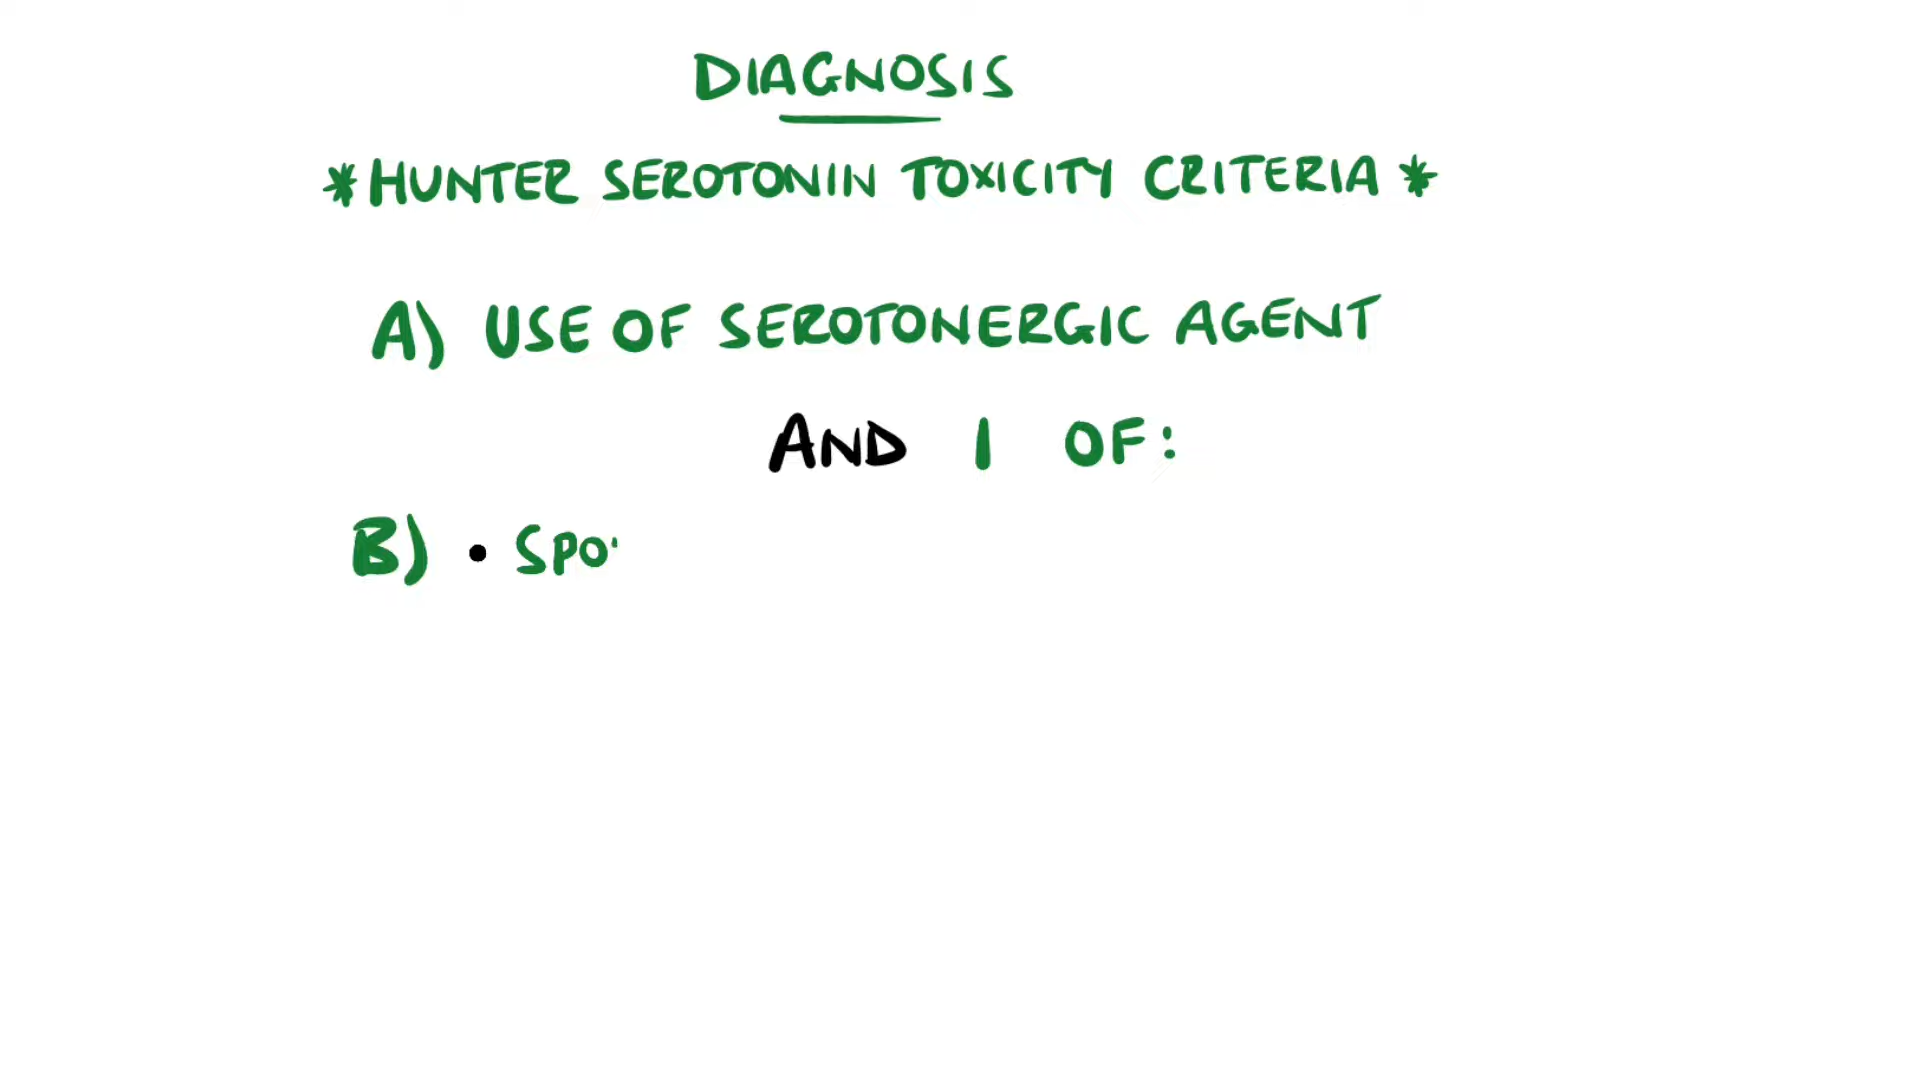 DIAGNOSIS
*HUNTER SEROTONIN TOXICITY CRITERIA*
A) USE OF SEROTONERGIC AGENT
AND 1 OF:
B) • SPO